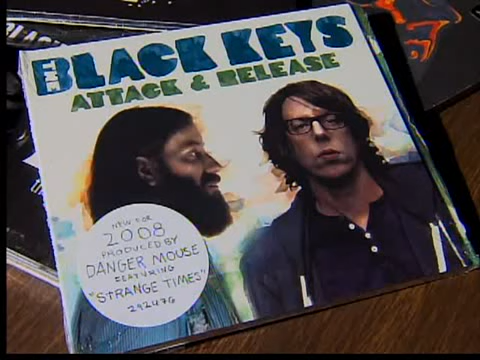 THE BLACK KEYS
ATTACK & RELEASE
NEW FOR
2008
PRODUCED BY
DANGER MOUSE
FEATURING
"STRANGE TIMES"
292476